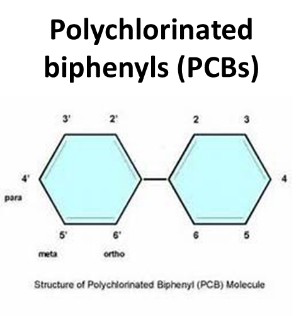 Polychlorinated
biphenyls (PCBs)
3' 2' 2 3
4' 4
para
5' 6' 6 5
meta ortho
Structure of Polychlorinated Biphenyl (PCB) Molecule